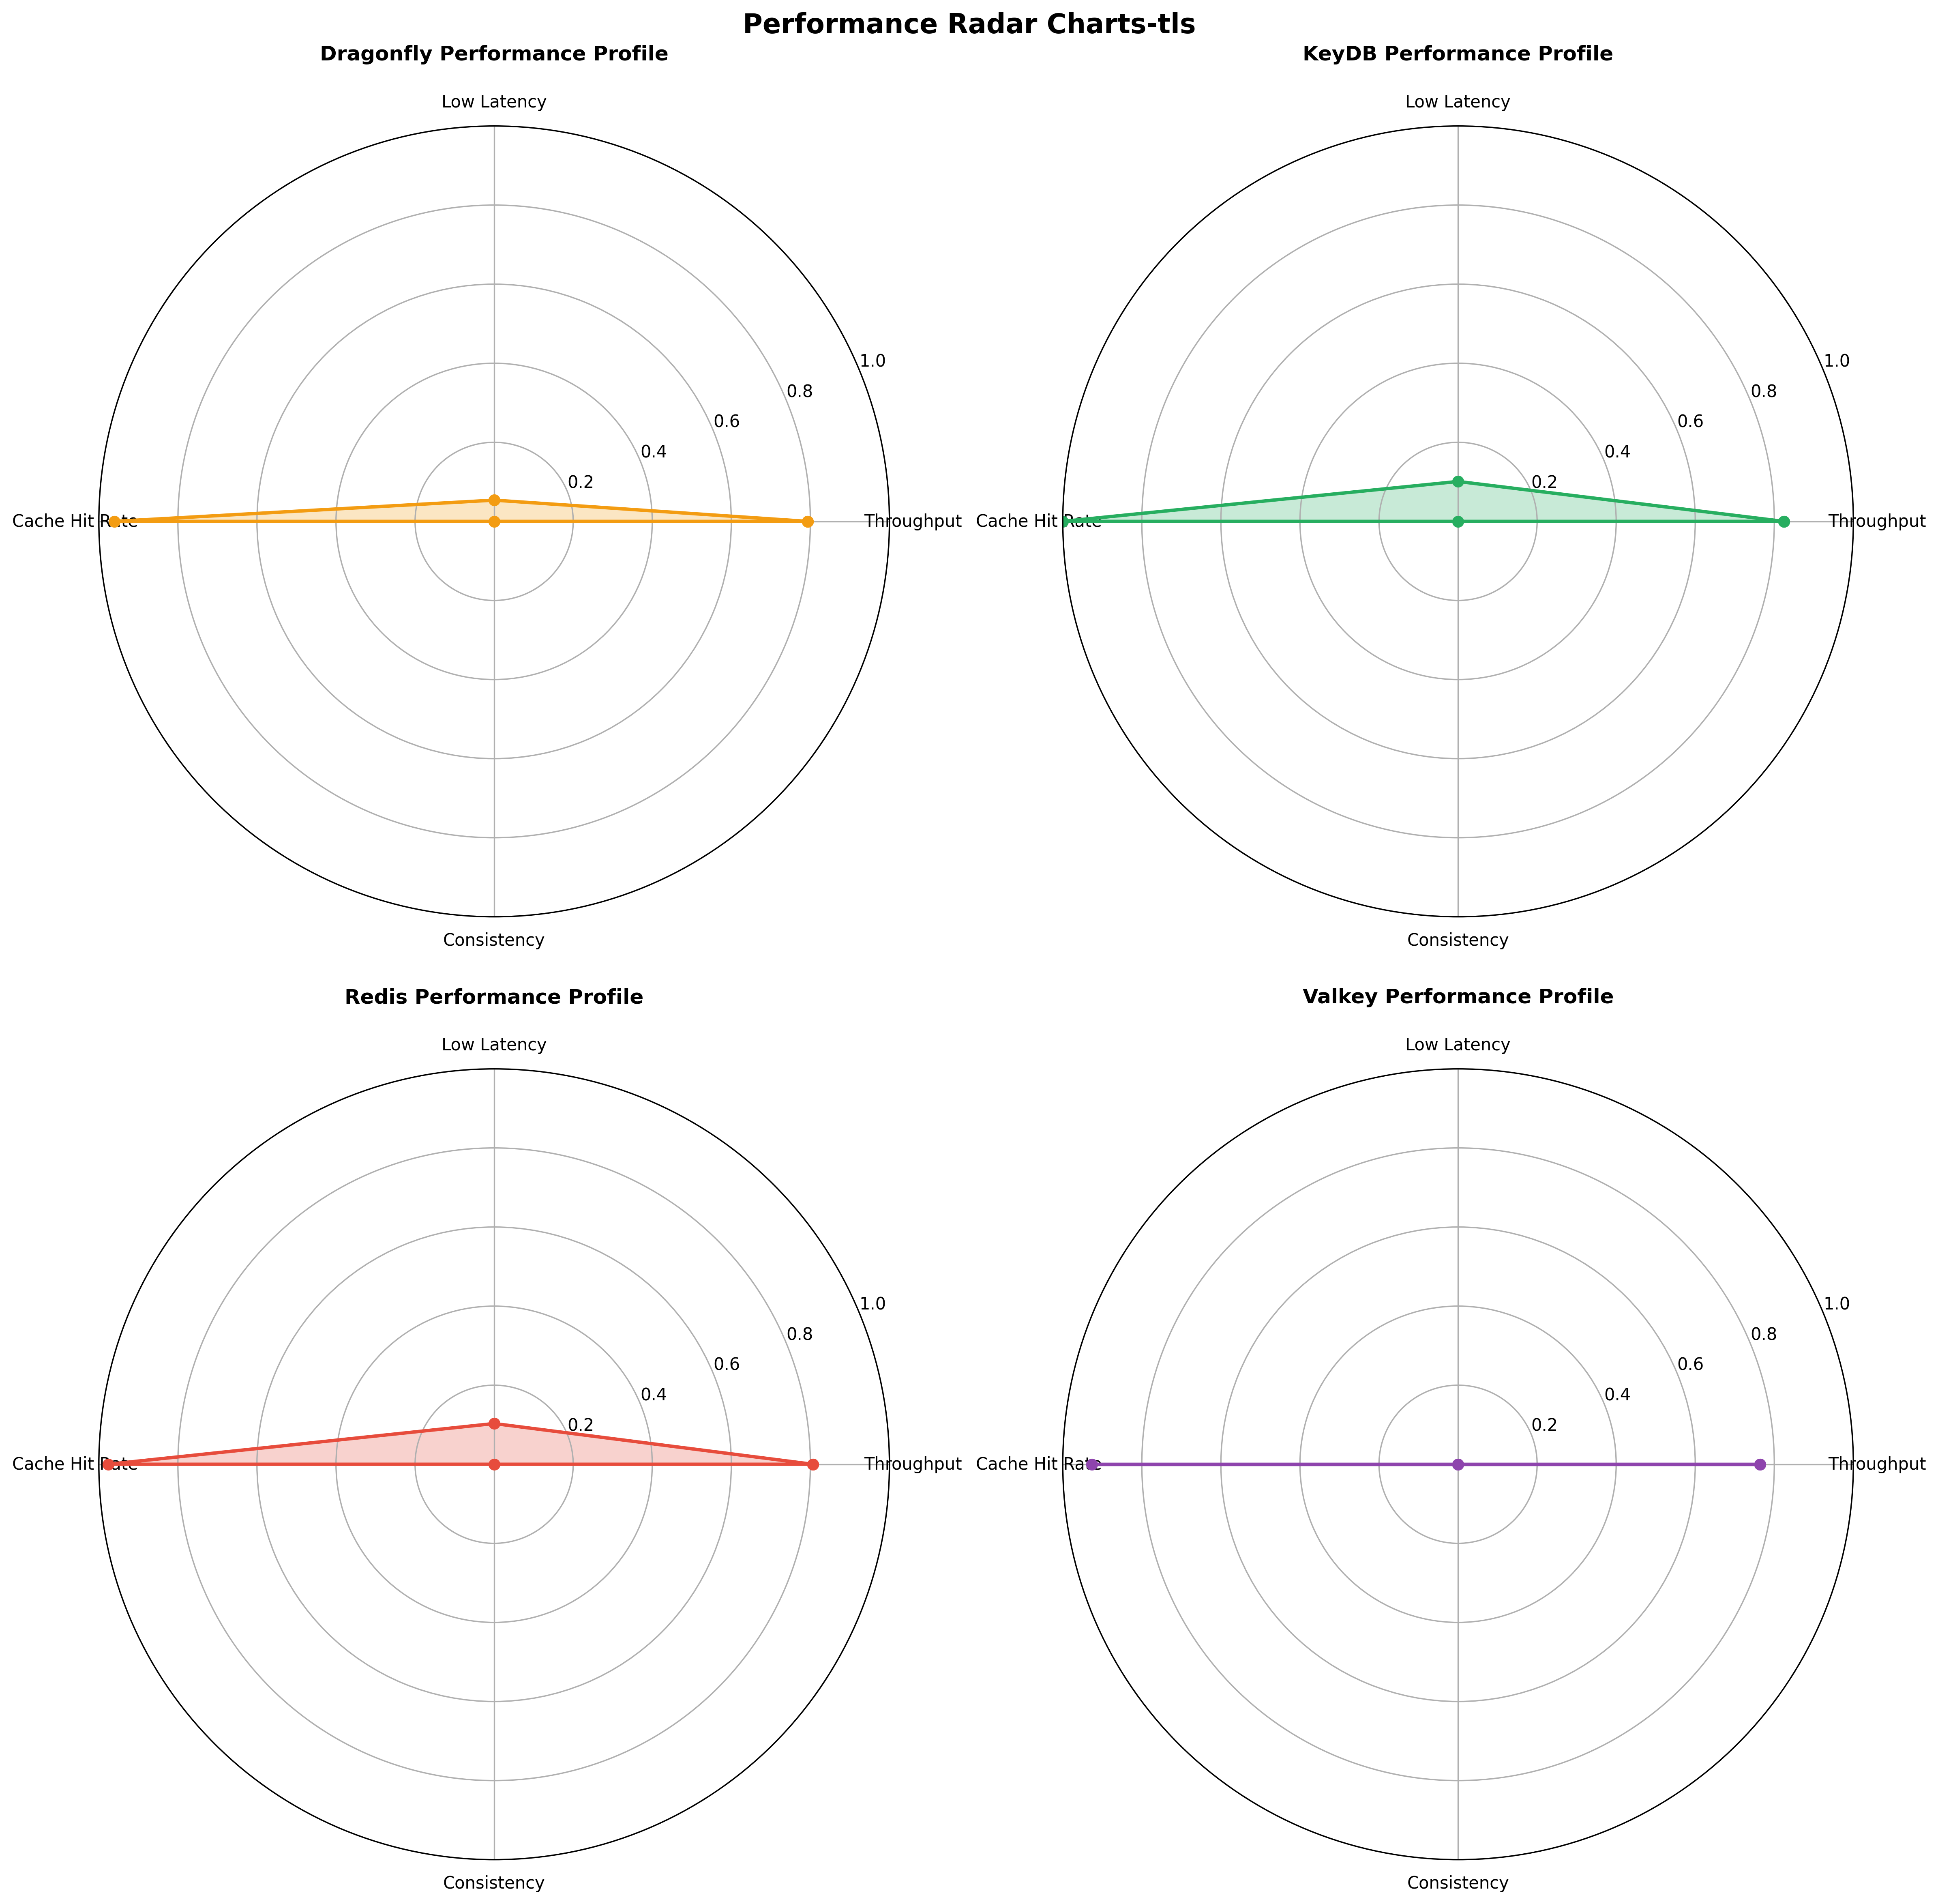 Performance Radar Charts-tls
Dragonfly Performance Profile
Low Latency
1.0
0.8
0.6
0.4
0.2
Cache Hit Rate
Throughput
Consistency
KeyDB Performance Profile
Low Latency
1.0
0.8
0.6
0.4
0.2
Cache Hit Rate
Throughput
Consistency
Redis Performance Profile
Low Latency
1.0
0.8
0.6
0.4
0.2
Cache Hit Rate
Throughput
Consistency
Valkey Performance Profile
Low Latency
1.0
0.8
0.6
0.4
0.2
Cache Hit Rate
Throughput
Consistency